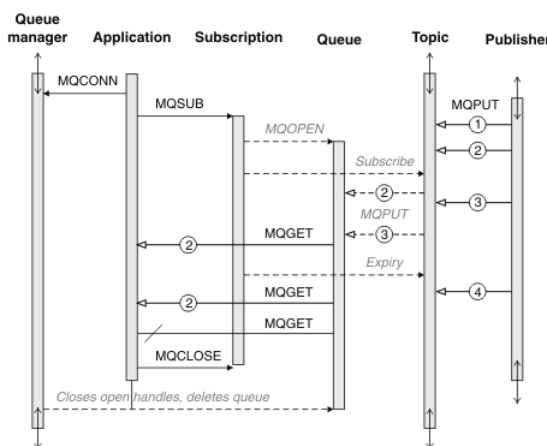 Queue manager
Application
Subscription
Queue
Topic
Publisher
MQCONN
MQPUT
MQSUB
1
MQOPEN
2
Subscribe
2
3
MQPUT
3
2
MQGET
Expiry
4
2
MQGET
MQGET
MQCLOSE
Closes open handles, deletes queue